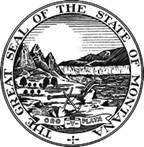 THE GREAT SEAL OF THE STATE OF MONTANA
ORO Y PLATA